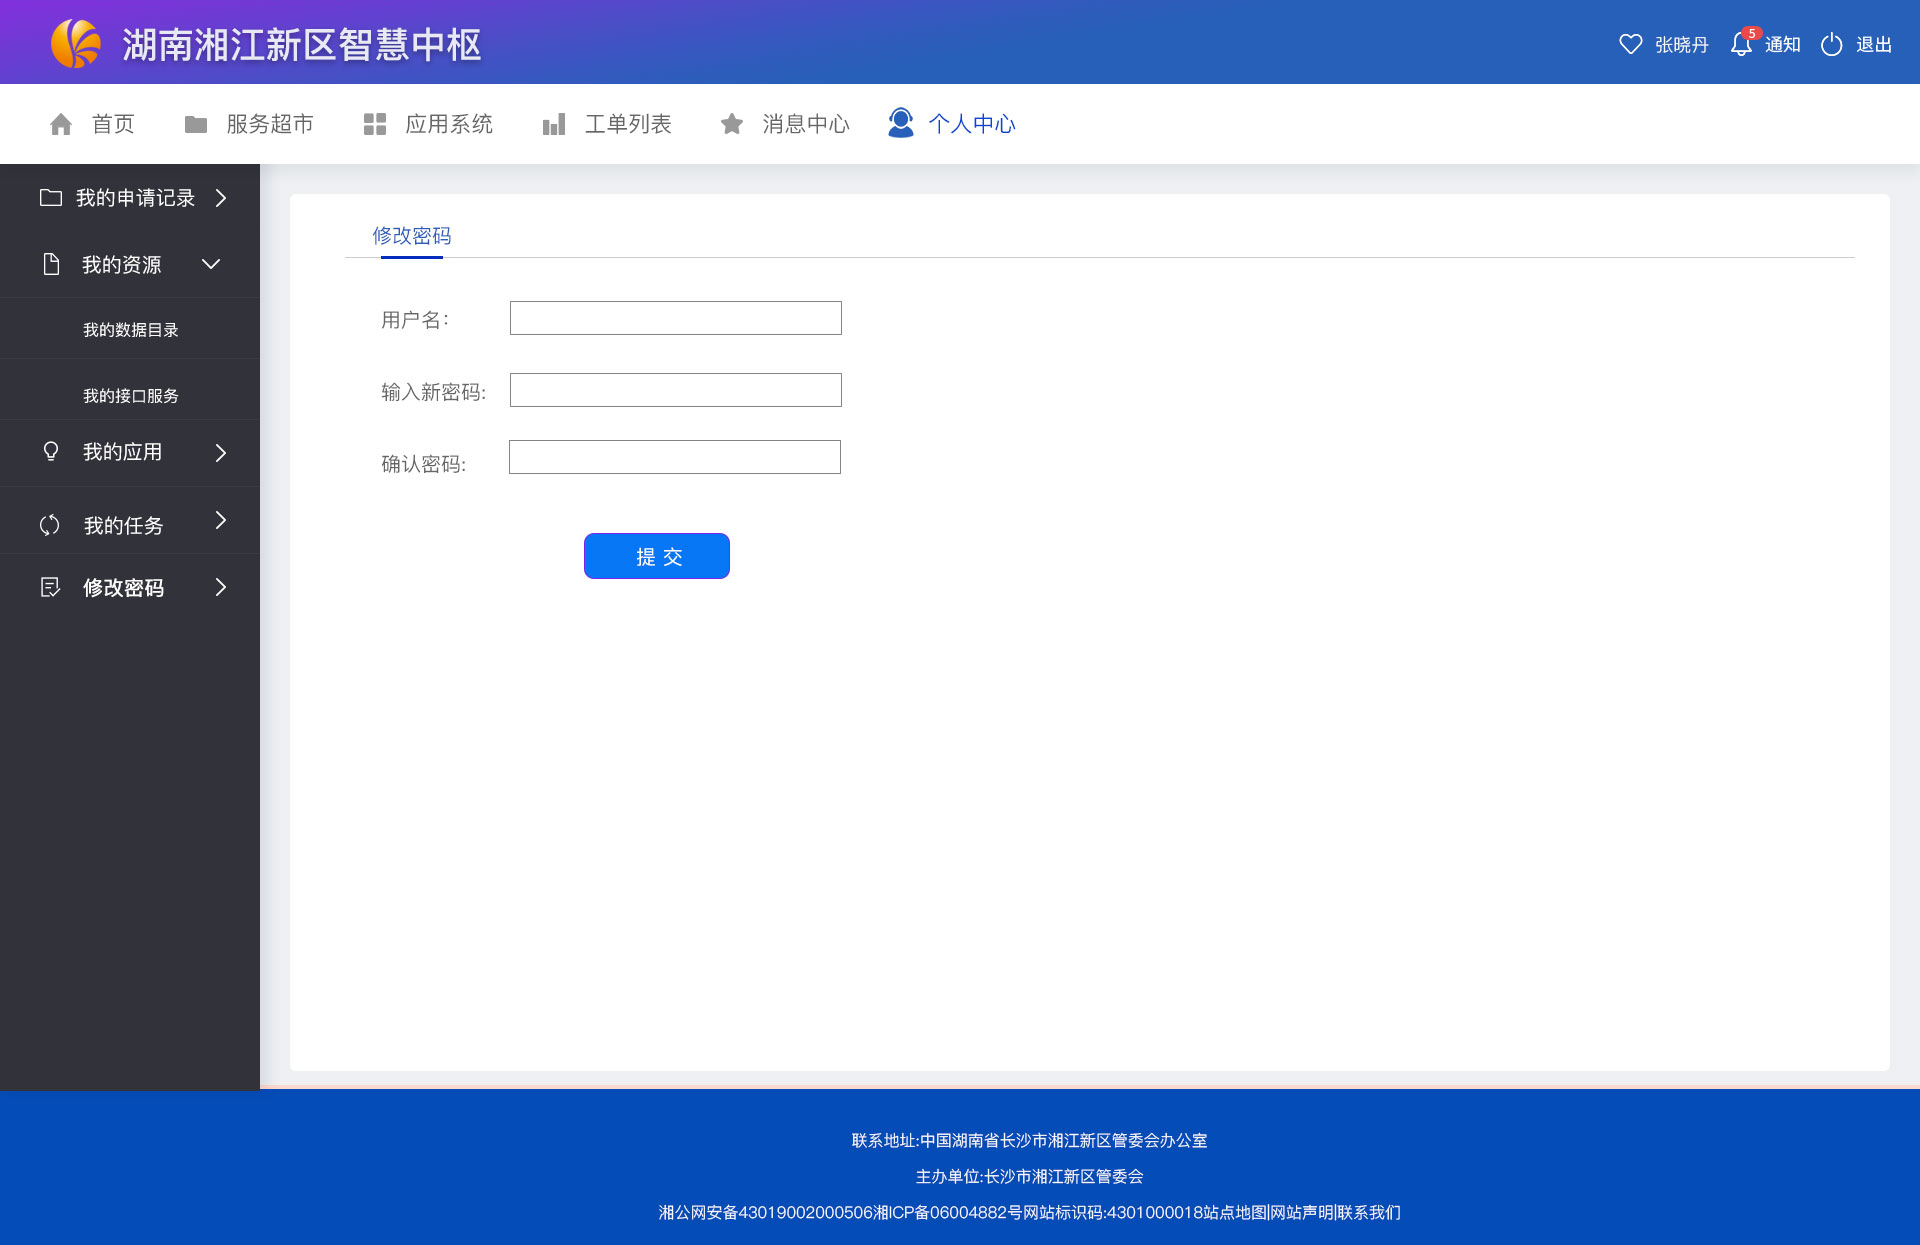 湖南湘江新区智慧中枢
张晓丹 5 通知 退出
首页 服务超市 应用系统 工单列表 消息中心 个人中心
我的申请记录
我的资源
我的数据目录
我的接口服务
我的应用
我的任务
修改密码
修改密码
用户名:
输入新密码:
确认密码:
提 交
联系地址:中国湖南省长沙市湘江新区管委会办公室
主办单位:长沙市湘江新区管委会
湘公网安备43019002000506湘ICP备06004882号网站标识码:4301000018站点地图|网站声明|联系我们